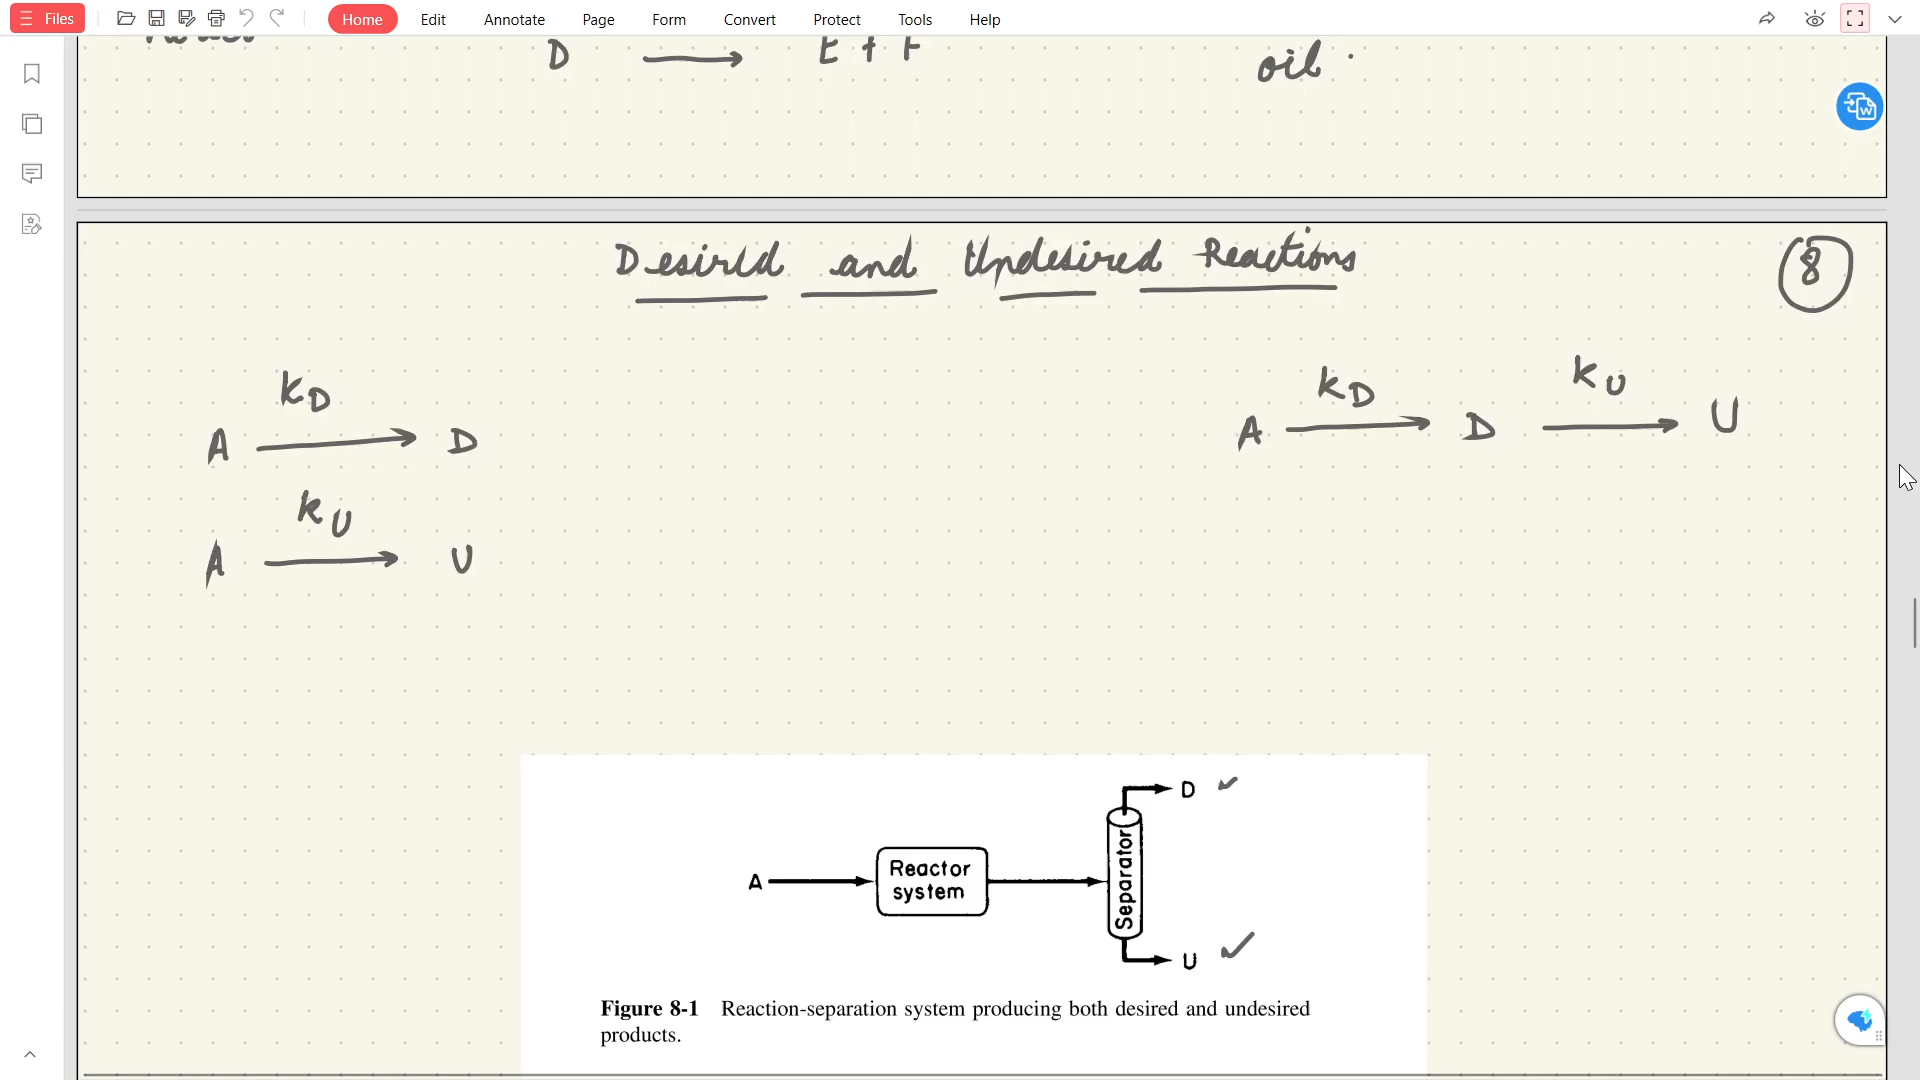 Files Home Edit Annotate Page Form Convert Protect Tools Help
D → E + F
oil.
W
Desired and Undesired Reactions
8
kD
A → D
kU
A → U
kD kU
A → D → U
D ✓
A Reactor system Separator
U ✓
Figure 8-1 Reaction-separation system producing both desired and undesired
products.